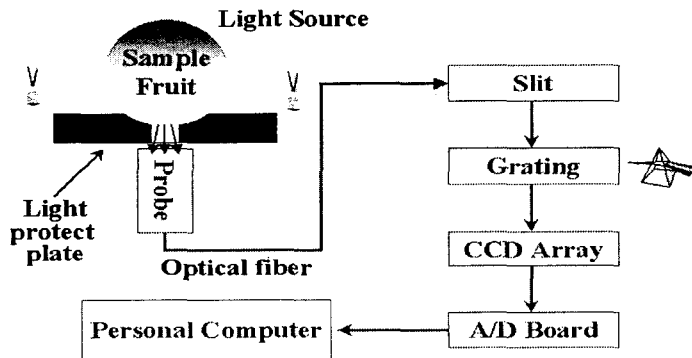 Light Source
Sample
Fruit
Probe
Light
protect
plate
Optical fiber
Slit
Grating
CCD Array
A/D Board
Personal Computer